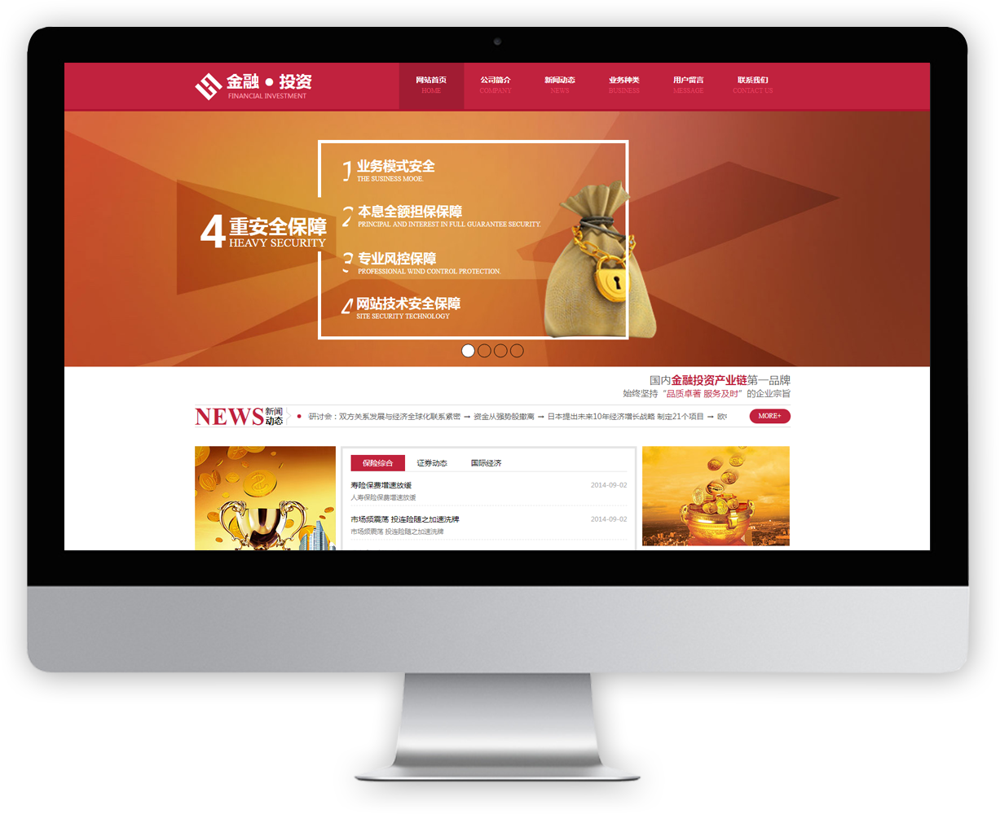 金融 • 投资
FINANCIAL INVESTMENT
网站首页 公司简介 新闻动态 业务种类 用户留言 联系我们
HOME COMPANY NEWS BUSINESS MESSAGE CONTACT US
4重安全保障
HEAVY SECURITY
1 业务模式安全
THE SUSINESS MOOE.
2 本息全额担保保障
PRINCIPAL AND INTEREST IN FULL GUARANTEE SECURITY.
3 专业风控保障
PROFESSIONAL WIND CONTROL PROTECTION.
4 网站技术安全保障
SITE SECURITY TECHNOLOGY
国内金融投资产业链第一品牌
始终坚持“品质卓著 服务及时”的企业宗旨
NEWS 新闻
动态
研讨会：双方关系发展与经济全球化联系紧密 → 资金从强势股撤离 → 日本提出未来10年经济增长战略 制定21个项目 → 欧 MORE+
保险综合 证券动态 国际经济
寿险保费增速放缓 2014-09-02
人寿保险保费增速放缓
市场频震荡 投连险随之加速洗牌 2014-09-02
市场频震荡 投连险随之加速洗牌